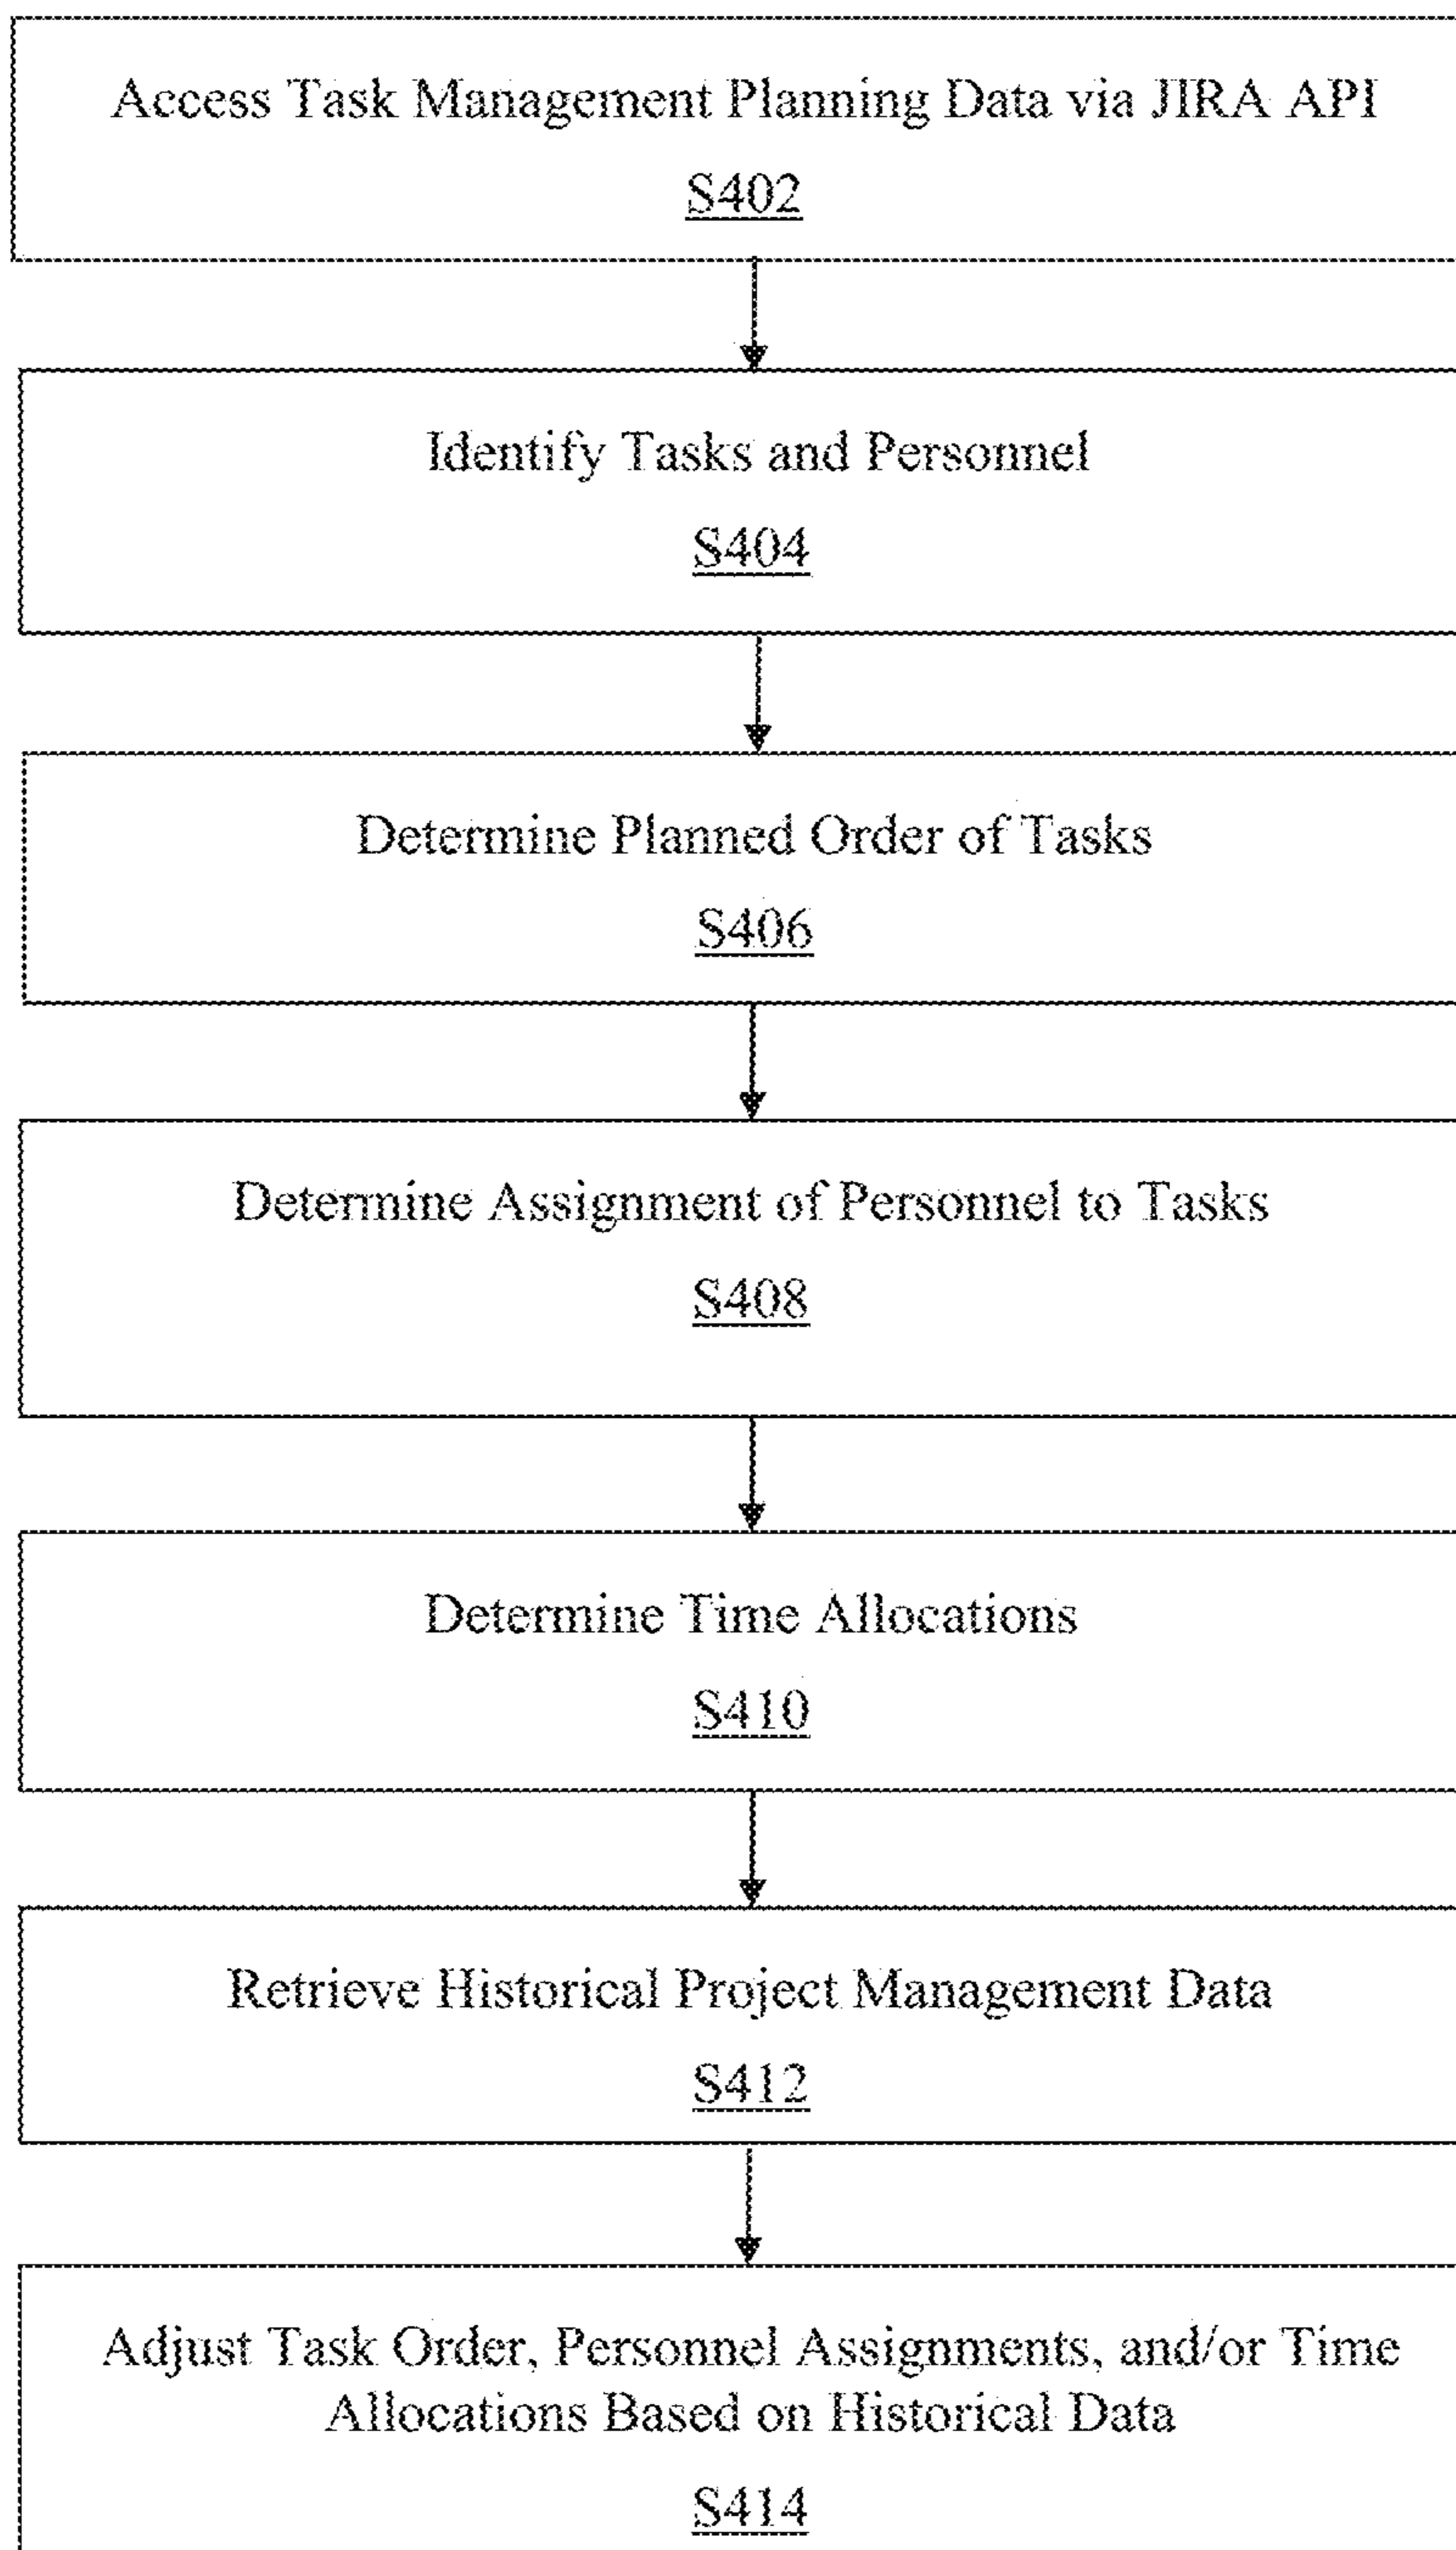 Access Task Management Planning Data via JIRA API
S402
Identify Tasks and Personnel
S404
Determine Planned Order of Tasks
S406
Determine Assignment of Personnel to Tasks
S408
Determine Time Allocations
S410
Retrieve Historical Project Management Data
S412
Adjust Task Order, Personnel Assignments, and/or Time
Allocations Based on Historical Data
S414